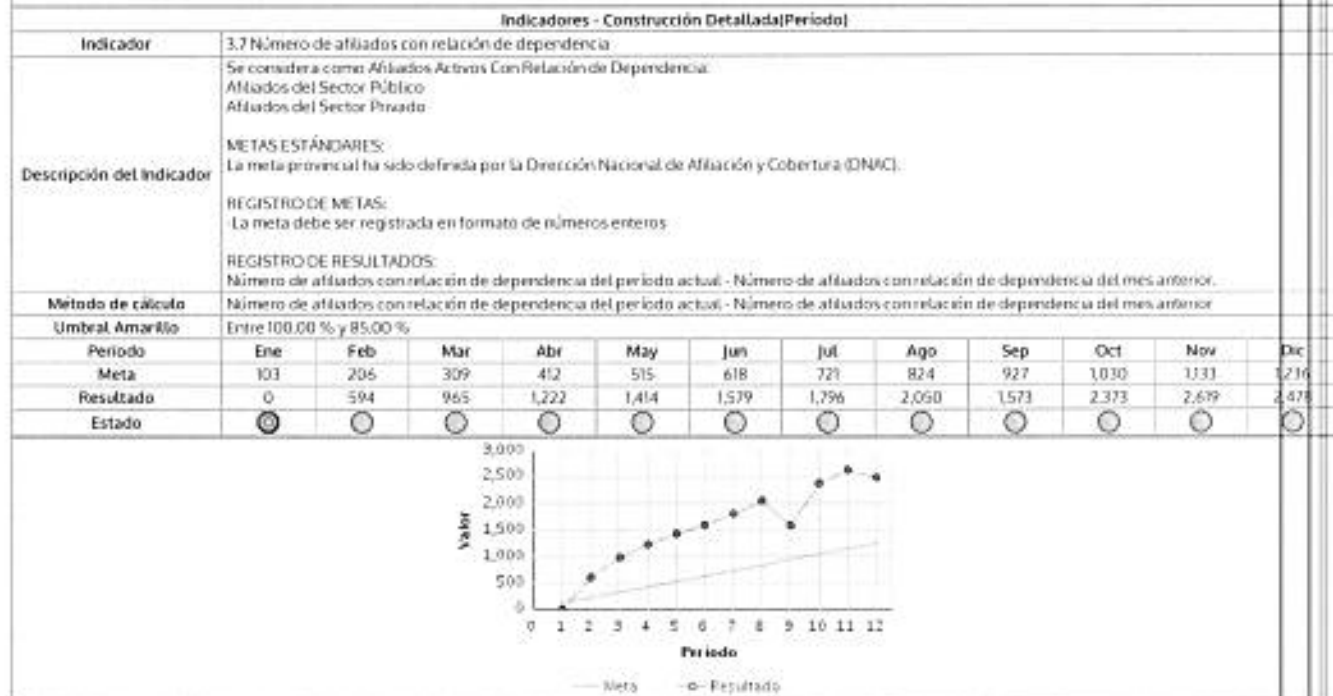 Indicadores - Construcción Detallada(Período)
Indicador 3.7 Número de afiliados con relación de dependencia
Descripción del Indicador
Se considera como Afiliados Activos Con Relación de Dependencia:
Afiliados del Sector Público
Afiliados del Sector Privado
METAS ESTÁNDARES:
La meta provincial ha sido definida por la Dirección Nacional de Afiliación y Cobertura (DNAC).
REGISTRO DE METAS:
-La meta debe ser registrada en formato de números enteros
REGISTRO DE RESULTADOS:
Número de afiliados con relación de dependencia del período actual - Número de afiliados con relación de dependencia del mes anterior.
Método de cálculo Número de afiliados con relación de dependencia del período actual - Número de afiliados con relación de dependencia del mes anterior
Umbral Amarillo Entre 100.00 % y 85.00 %
Período Ene Feb Mar Abr May Jun Jul Ago Sep Oct Nov Dic
Meta 103 206 309 412 515 618 721 824 927 1,030 1,133 1,236
Resultado 0 594 965 1,222 1,414 1,579 1,796 2,050 1,573 2,373 2,619 2,478
Estado
3,000
2,500
2,000
1,500
1,000
500
0
Valor
0 1 2 3 4 5 6 7 8 9 10 11 12
Período
Meta Resultado